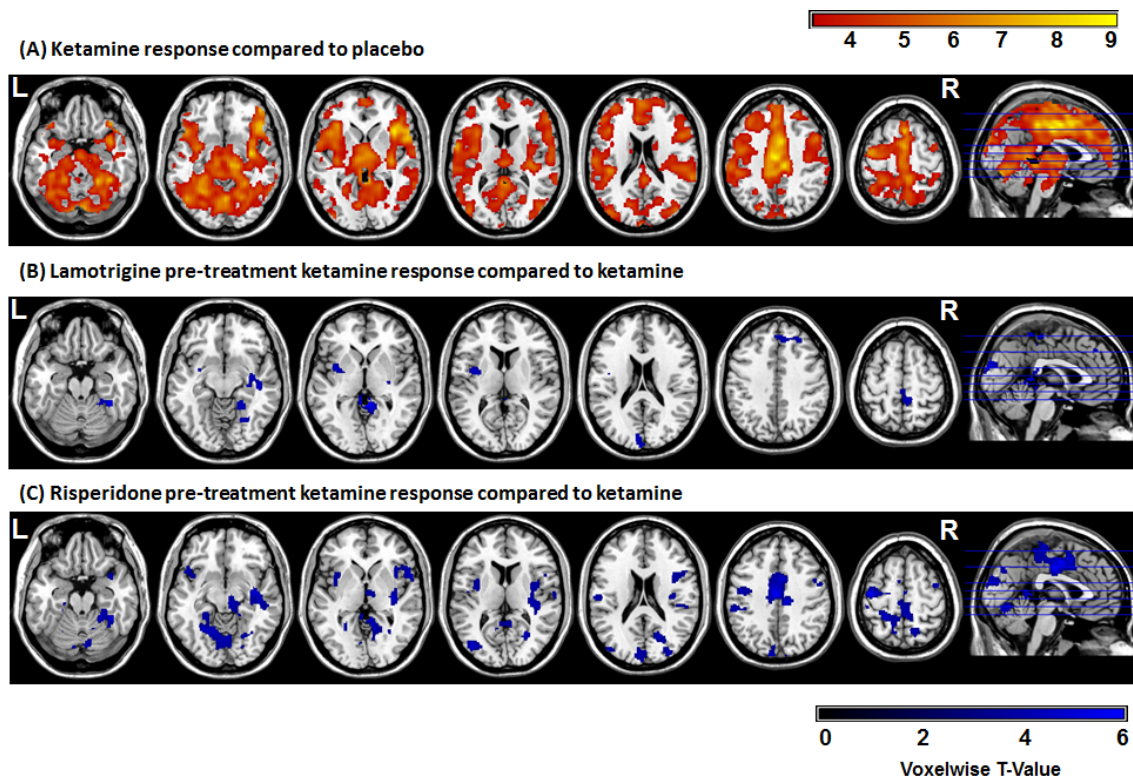 (A) Ketamine response compared to placebo
4 5 6 7 8 9
L R
(B) Lamotrigine pre-treatment ketamine response compared to ketamine
L R
(C) Risperidone pre-treatment ketamine response compared to ketamine
L R
0 2 4 6
Voxelwise T-Value